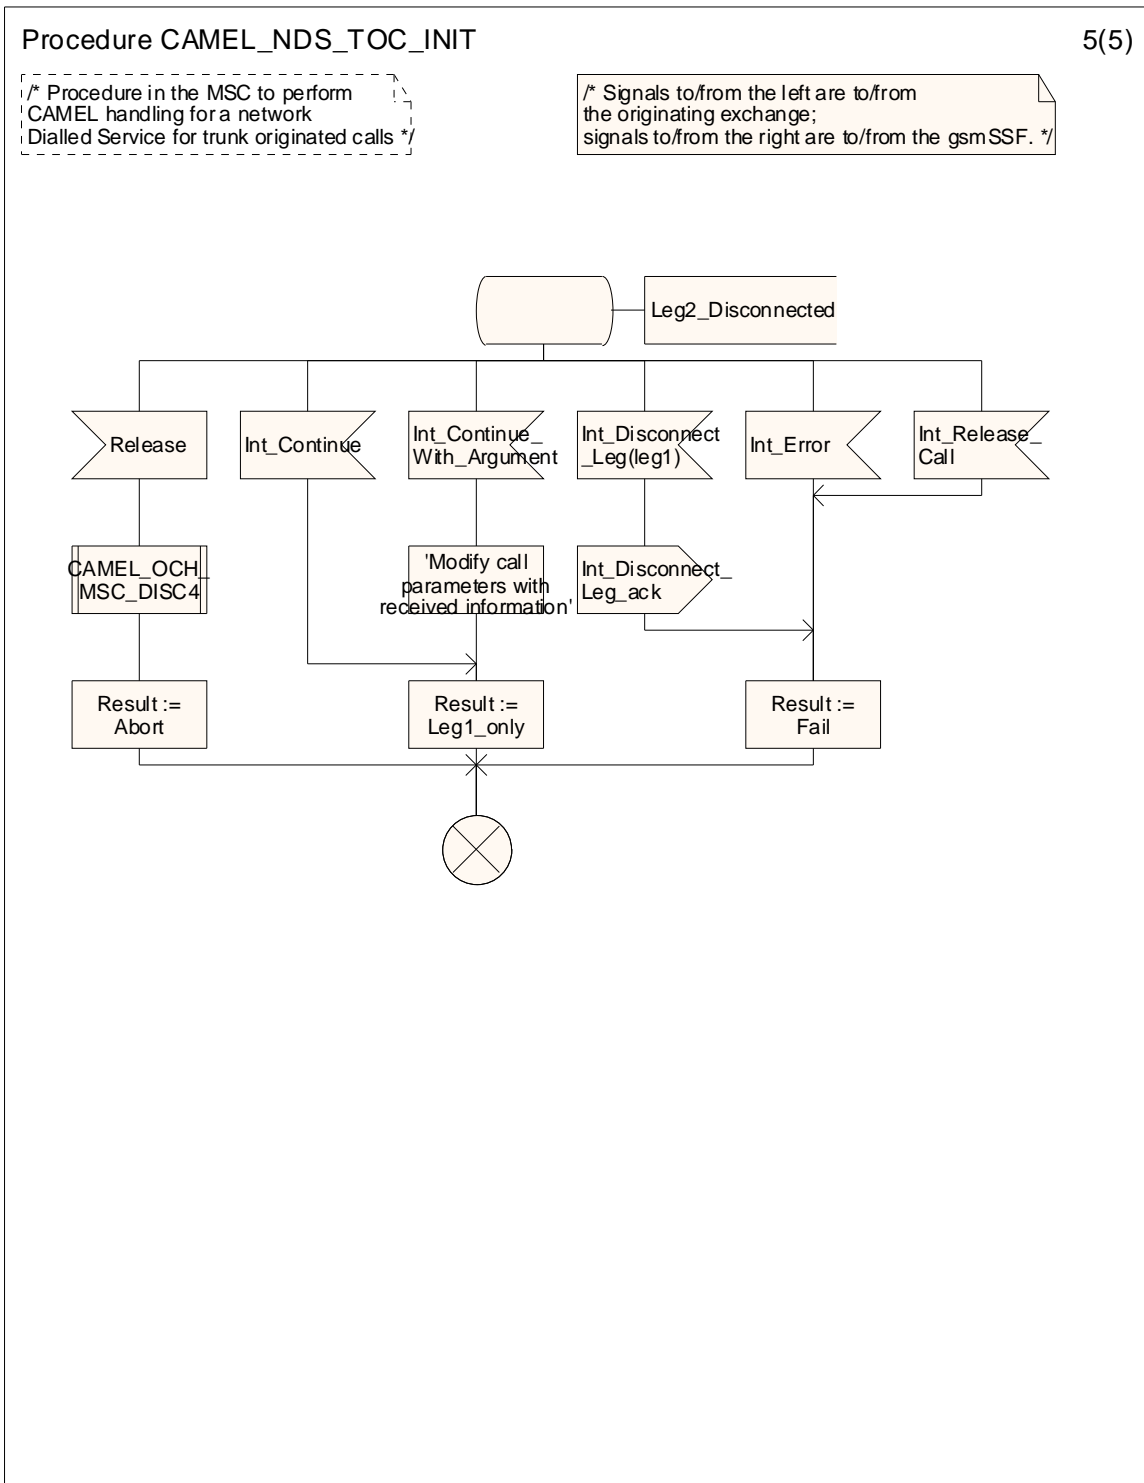 Procedure CAMEL_NDS_TOC_INIT
5(5)
/* Procedure in the MSC to perform
CAMEL handling for a network
Dialled Service for trunk originated calls */
/* Signals to/from the left are to/from
the originating exchange;
signals to/from the right are to/from the gsmSSF. */
Leg2_Disconnected
Release
Int_Continue
Int_Continue_
With_Argument
Int_Disconnect
_Leg(leg1)
Int_Error
Int_Release_
Call
CAMEL_OCH_
MSC_DISC4
'Modify call
parameters with
received information'
Int_Disconnect_
Leg_ack
Result :=
Abort
Result :=
Leg1_only
Result :=
Fail